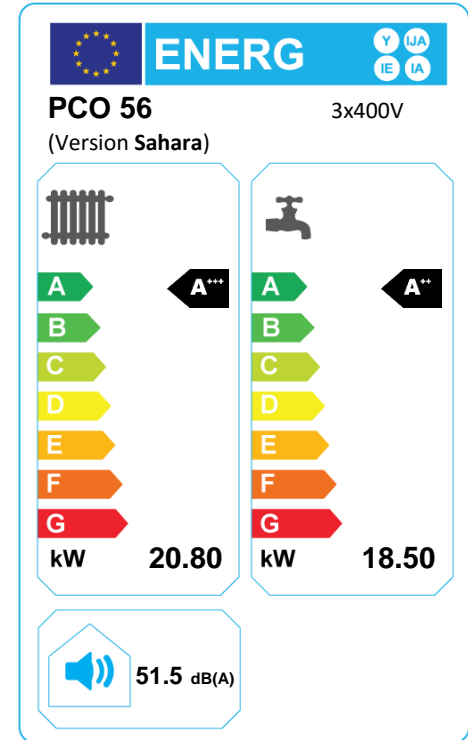 ENERG
Y IJA
IE IA
PCO 56 3x400V
(Version Sahara)
A A+++
B
C
D
E
F
G
kW 20.80
A A++
B
C
D
E
F
G
kW 18.50
51.5 dB(A)